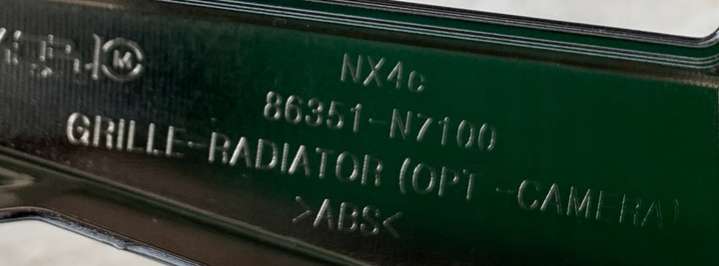 NX4c
86351-N7100
GRILLE-RADIATOR (OPT -CAMERA)
>ABS<